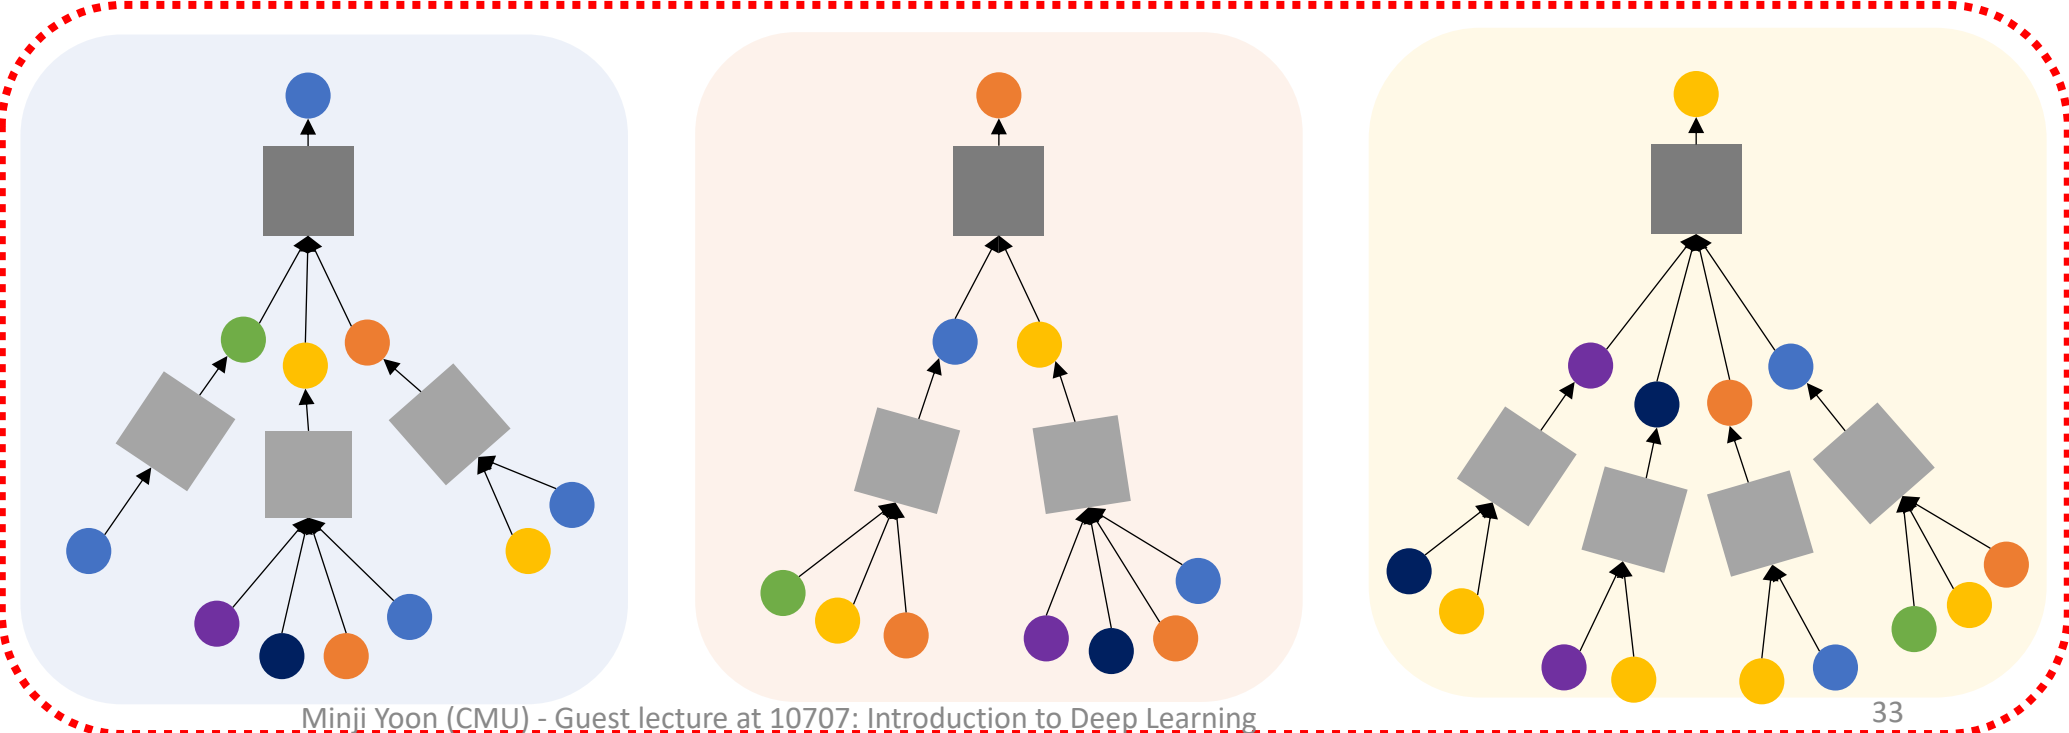 Minji Yoon (CMU) - Guest lecture at 10707: Introduction to Deep Learning
33